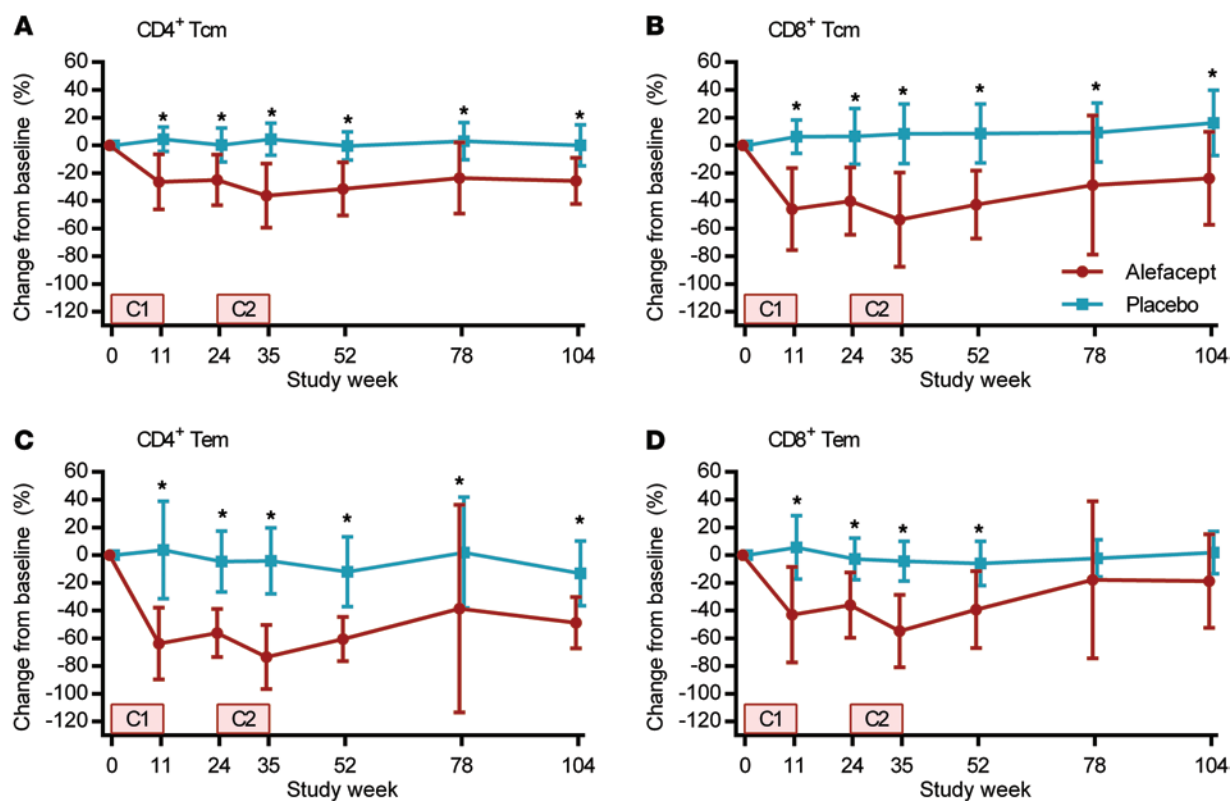 A CD4+ Tcm
Change from baseline (%)
60
40
20
0
-20
-40
-60
-80
-100
-120
* * * * * *
C1 C2
0 11 24 35 52 78 104
Study week
B CD8+ Tcm
Change from baseline (%)
60
40
20
0
-20
-40
-60
-80
-100
-120
* * * * * *
Alefacept
Placebo
C1 C2
0 11 24 35 52 78 104
Study week
C CD4+ Tem
Change from baseline (%)
60
40
20
0
-20
-40
-60
-80
-100
-120
* * * * * *
C1 C2
0 11 24 35 52 78 104
Study week
D CD8+ Tem
Change from baseline (%)
60
40
20
0
-20
-40
-60
-80
-100
-120
* * * *
C1 C2
0 11 24 35 52 78 104
Study week